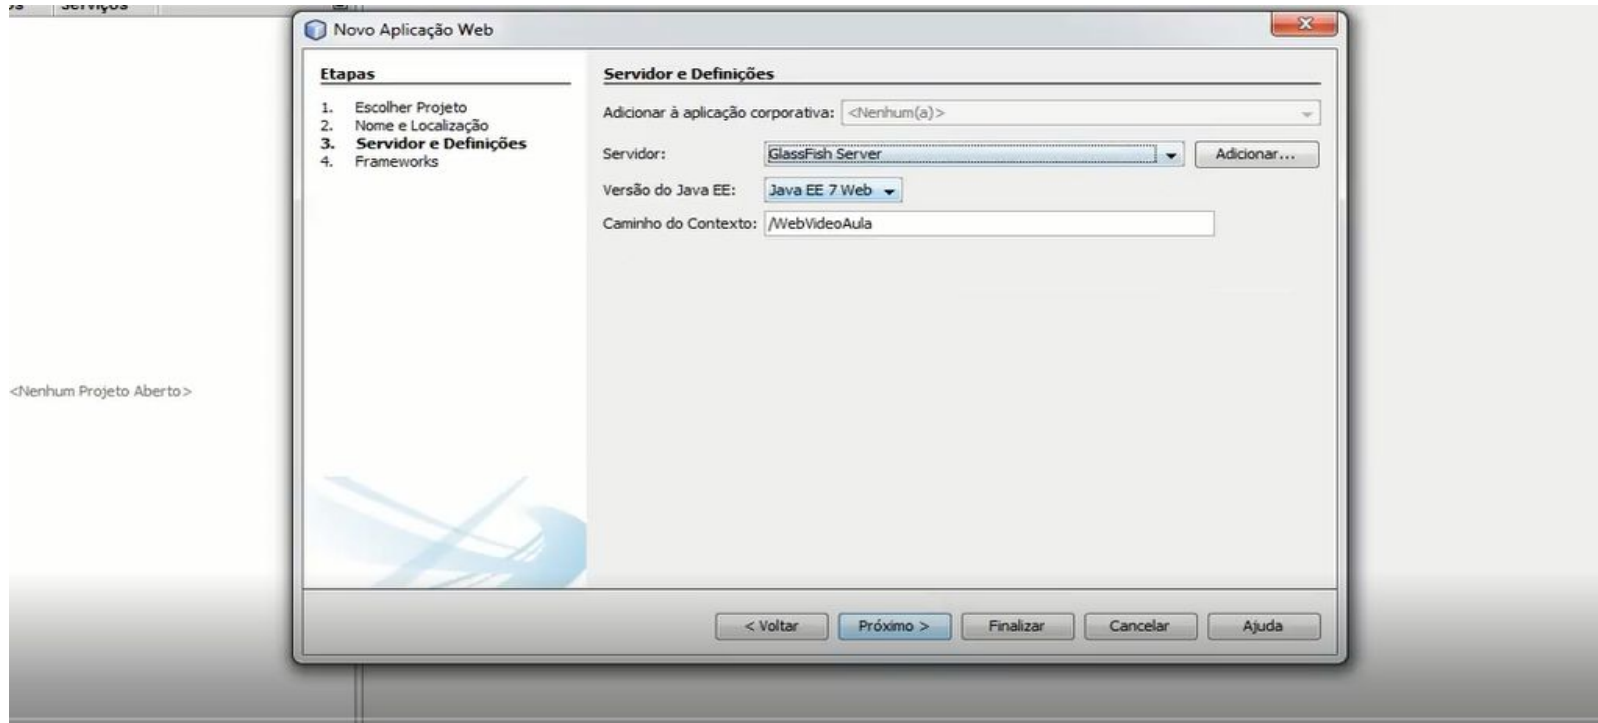 Serviços
Novo Aplicação Web
Etapas
1. Escolher Projeto
2. Nome e Localização
3. Servidor e Definições
4. Frameworks
Servidor e Definições
Adicionar à aplicação corporativa: <Nenhum(a)>
Servidor: GlassFish Server Adicionar...
Versão do Java EE: Java EE 7 Web
Caminho do Contexto: /WebVideoAula
<Nenhum Projeto Aberto>
< Voltar Próximo > Finalizar Cancelar Ajuda